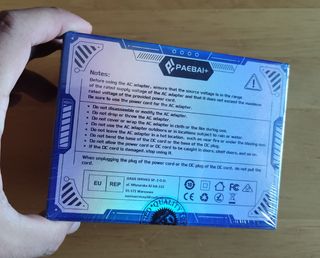 PAEBAI+
Notes:
Before using the AC adapter, ensure that the source voltage is in the range
of the rated supply voltage of the AC adapter and that it does not exceed the maximum
rated voltage of the provided power cord.
Be sure to use the power cord for the AC adapter.
• Do not disassemble or modify the AC adapter.
• Do not drop or throw the AC adapter.
• Do not cover or wrap the AC adapter in cloth or the like during use.
• Do not use the AC adapter outdoors or in locations subject to rain or water.
• Do not leave the AC adapter in a hot location, such as near fire or under the blazing sun.
• Do not bend the base of the OC cord or the base of the DC plug.
• Do not allow the power cord or DC to be caught in doors, shelf doors, and so on.
• If the DC cord is damaged, stop using it.
When unplugging the plug of the power cord or the DC plug of the DC cord, do not pull the
cord.
EU REP
01-172 Warszawa
CE
QUALITY